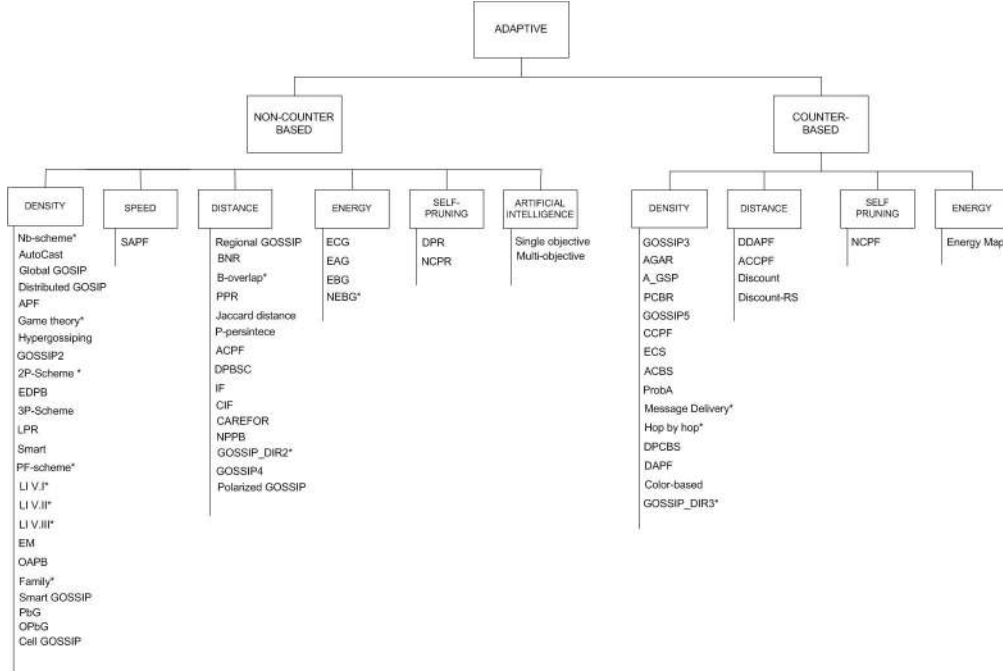 ADAPTIVE
NON-COUNTER
BASED
COUNTER-
BASED
DENSITY
Nb-scheme*
AutoCast
Global GOSIP
Distributed GOSIP
APF
Game theory*
Hypergossiping
GOSSIP2
2P-Scheme *
EDPB
3P-Scheme
LPR
Smart
PF-scheme*
LI V.I*
LI V.II*
LI V.III*
EM
OAPB
Family*
Smart GOSSIP
PbG
OPbG
Cell GOSSIP
SPEED
SAPF
DISTANCE
Regional GOSSIP
BNR
B-overlap*
PPR
Jaccard distance
P-persintece
ACPF
DPBSC
IF
CIF
CAREFOR
NPPB
GOSSIP_DIR2*
GOSSIP4
Polarized GOSSIP
ENERGY
ECG
EAG
EBG
NEBG*
SELF-
PRUNING
DPR
NCPR
ARTIFICIAL
INTELLIGENCE
Single objective
Multi-objective
DENSITY
GOSSIP3
AGAR
A_GSP
PCBR
GOSSIP5
CCPF
ECS
ACBS
ProbA
Message Delivery*
Hop by hop*
DPCBS
DAPF
Color-based
GOSSIP_DIR3*
DISTANCE
DDAPF
ACCPF
Discount
Discount-RS
SELF
PRUNING
NCPF
ENERGY
Energy Map